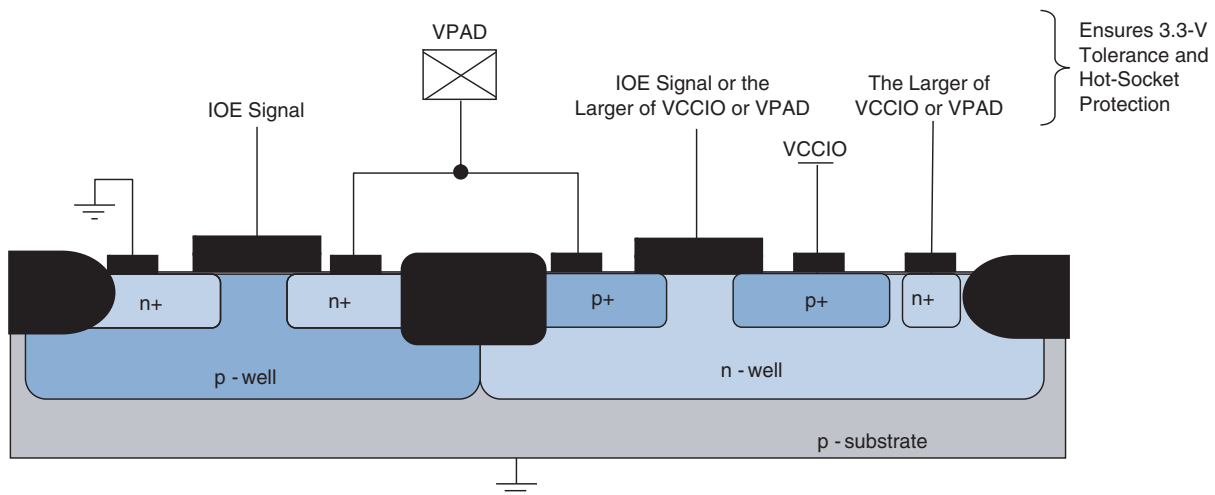 VPAD
IOE Signal
IOE Signal or the
Larger of VCCIO or VPAD
The Larger of
VCCIO or VPAD
Ensures 3.3-V
Tolerance and
Hot-Socket
Protection
VCCIO
n+
n+
p+
p+
n+
p - well
n - well
p - substrate